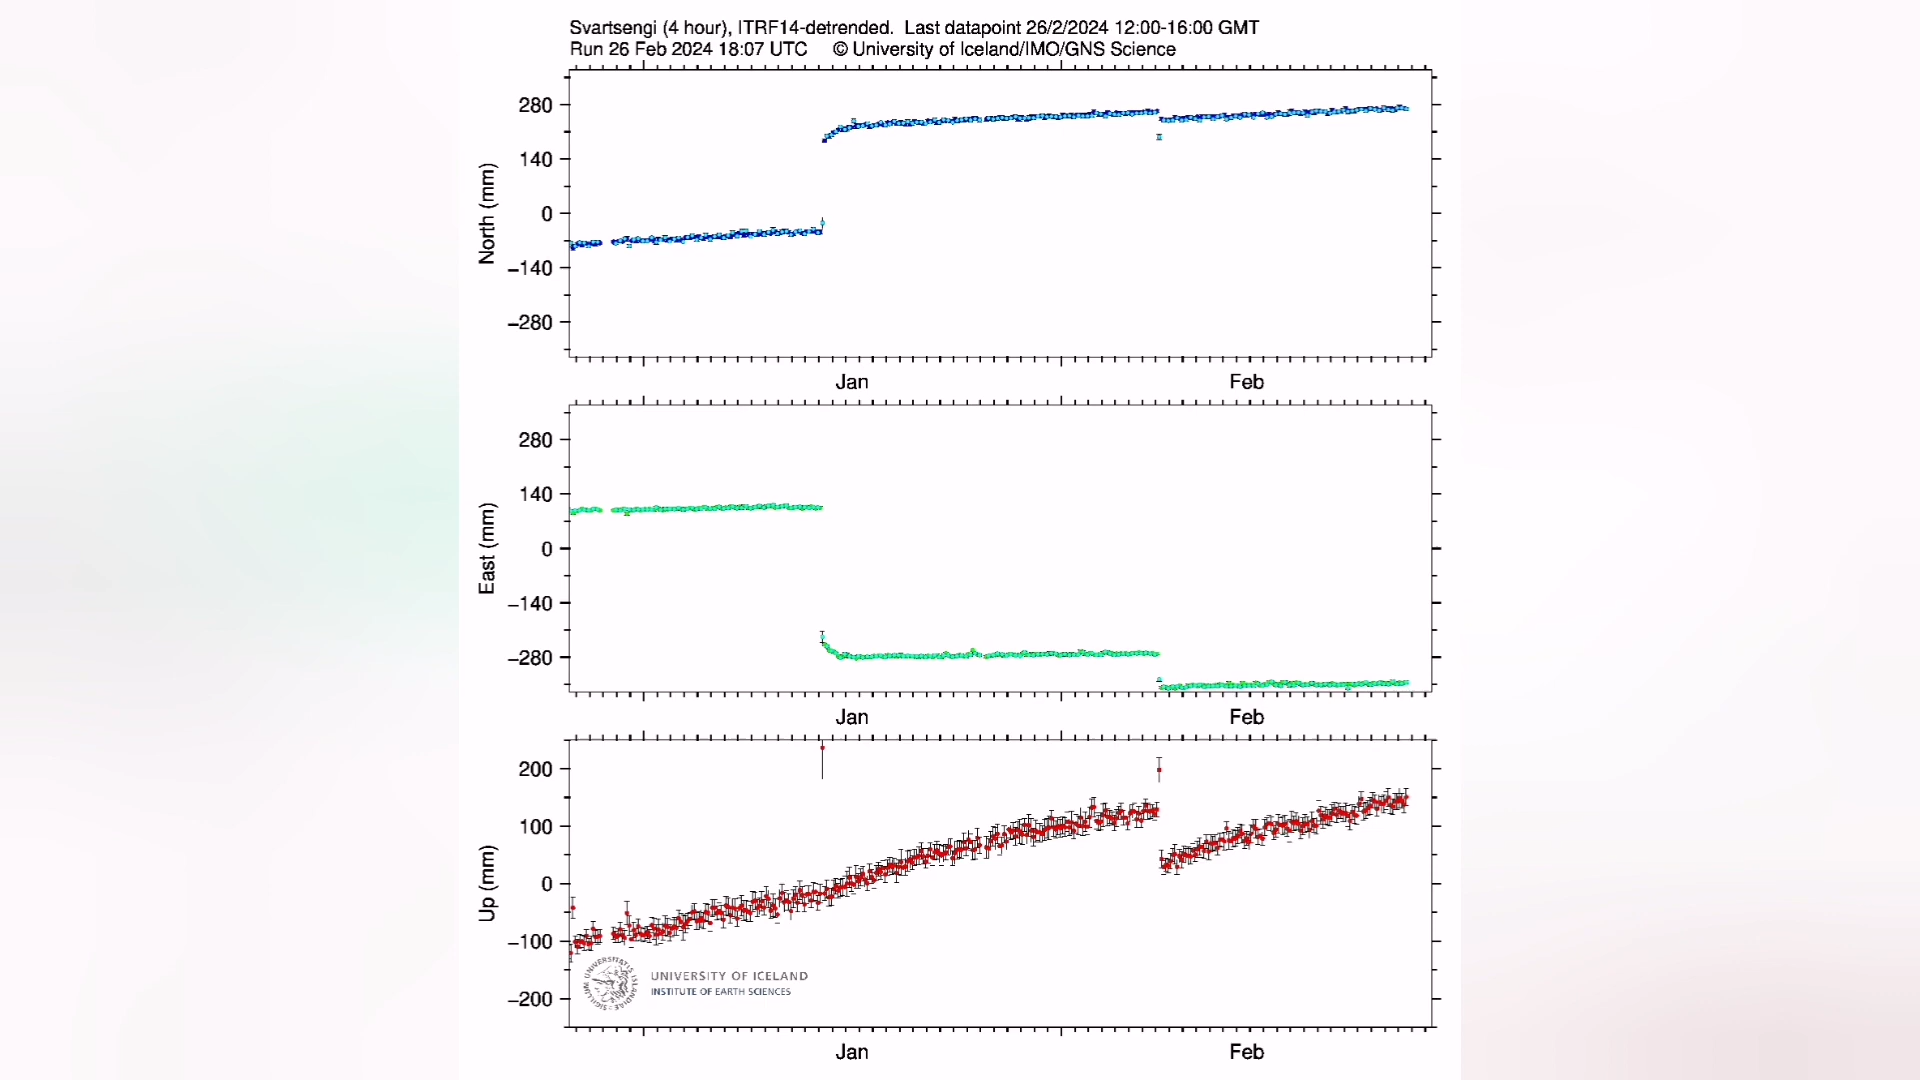 Svartsengi (4 hour), ITRF14-detrended. Last datapoint 26/2/2024 12:00-16:00 GMT
Run 26 Feb 2024 18:07 UTC © University of Iceland/IMO/GNS Science
280
140
0
−140
−280
North (mm)
Jan Feb
280
140
0
−140
−280
East (mm)
Jan Feb
200
100
0
−100
−200
Up (mm)
UNIVERSITY OF ICELAND
INSTITUTE OF EARTH SCIENCES
Jan Feb